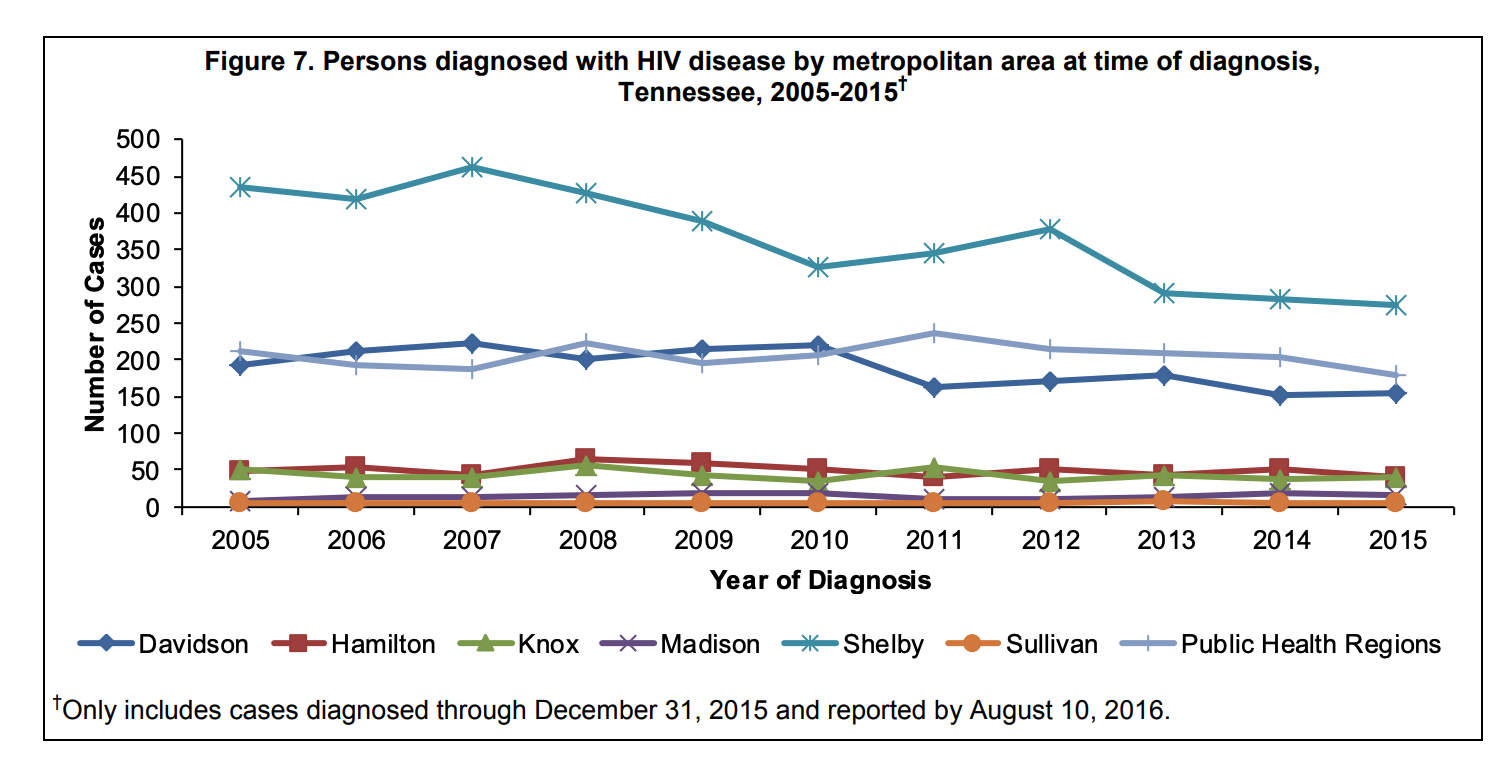 Figure 7. Persons diagnosed with HIV disease by metropolitan area at time of diagnosis,
Tennessee, 2005-2015†
Number of Cases
500
450
400
350
300
250
200
150
100
50
0
2005 2006 2007 2008 2009 2010 2011 2012 2013 2014 2015
Year of Diagnosis
Davidson Hamilton Knox Madison Shelby Sullivan Public Health Regions
†Only includes cases diagnosed through December 31, 2015 and reported by August 10, 2016.